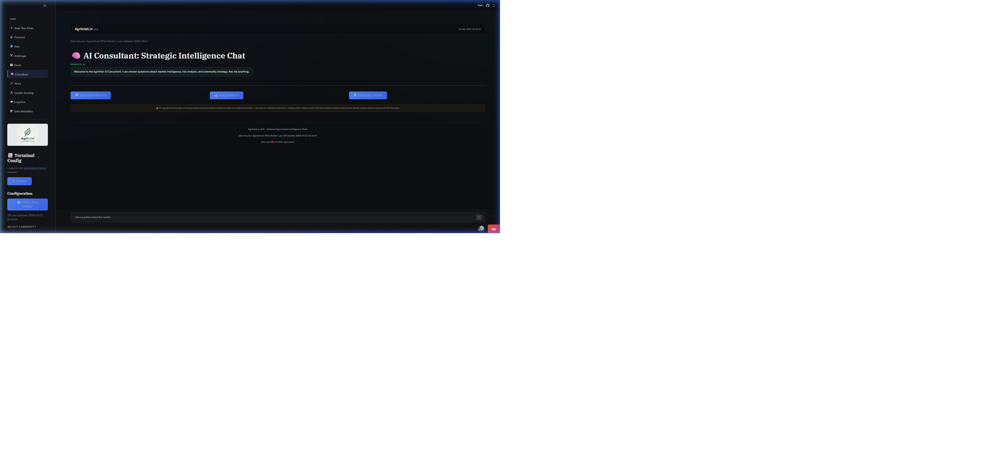 Fork
main
Real Time Desk
Forecast
Risk
Arbitrage
News
Consultant
Voice
Quality Grading
Logistics
Data Reliability
AgriIntel
Terminal
Config
Logged in as: admin@agriintel.in
(Admin)
LOGOUT
Configuration
FORCE DATA
UPDATE
DB Last Updated: 2026-09-21
02:16:44
SELECT COMMODITY
AgriIntel.in v2.0
21 Sep 2026 | 02:20:31
Data Source: Agmarknet (Pilot Mode) | Last Updated: 2026-09-11
AI Consultant: Strategic Intelligence Chat
AGRIINTEL AI
Welcome to the AgriIntel AI Consultant. I can answer questions about market intelligence, risk analysis, and commodity strategy. Ask me anything.
EXPLAIN FORECAST
RISK INSIGHTS
STRATEGY ADVICE
All signals and forecasts are AI-generated estimates based on historical data and statistical models — they do not constitute financial or trading advice. Always verify with local mandi conditions and consult domain experts before making sell/hold decisions.
AgriIntel.in v2.0 — National Agricultural Intelligence Stack
Data Source: Agmarknet (Pilot Mode) | Last DB Update: 2026-09-21 02:16:44
Built with ❤️ for Indian Agriculture
Ask a question about the market...